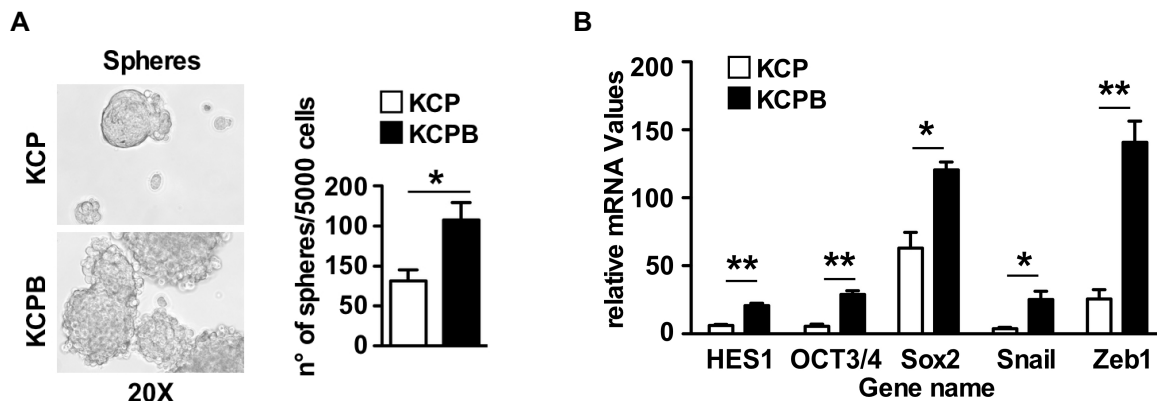 A
Spheres
KCP
KCPB
20X
KCP
KCPB
n° of spheres/5000 cells
200
100
150
50
0
*
B
KCP
KCPB
relative mRNA Values
200
150
100
50
0
**
**
*
*
**
HES1 OCT3/4 Sox2 Snail Zeb1
Gene name